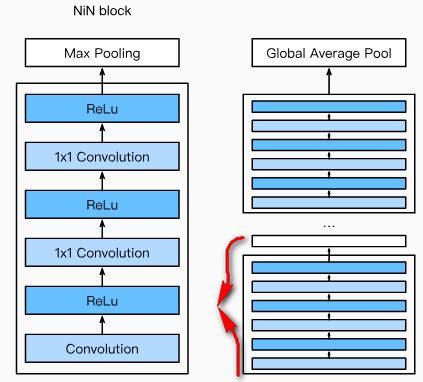 NiN block
Max Pooling
ReLu
1x1 Convolution
ReLu
1x1 Convolution
ReLu
Convolution
Global Average Pool
...